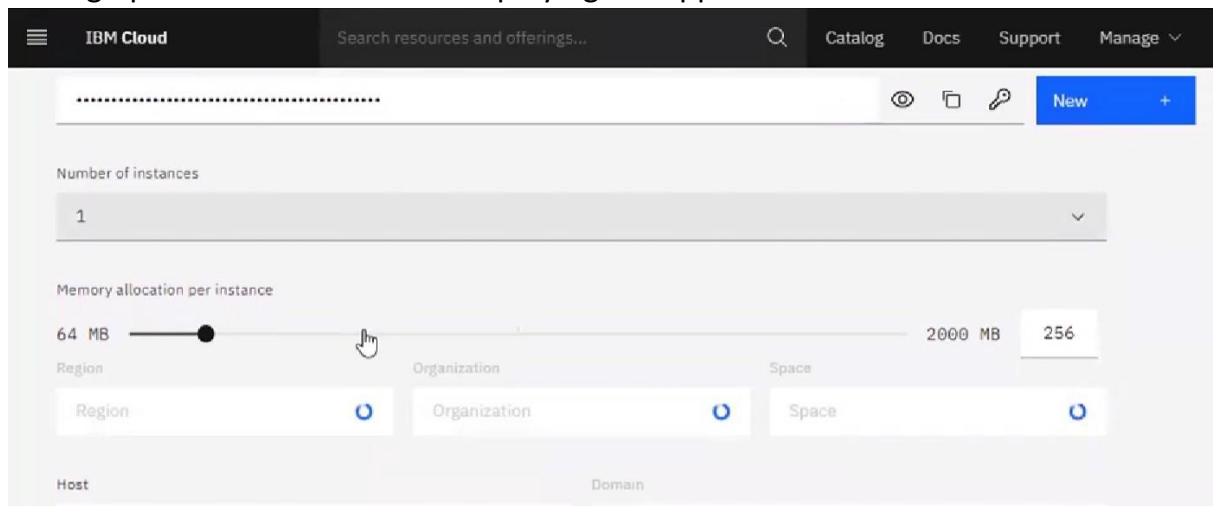 IBM Cloud Search resources and offerings... Catalog Docs Support Manage
•••••••••••••••••••••••••••••••••••••••••••• New +
Number of instances
1
Memory allocation per instance
64 MB 2000 MB 256
Region Organization Space
Region Organization Space
Host Domain